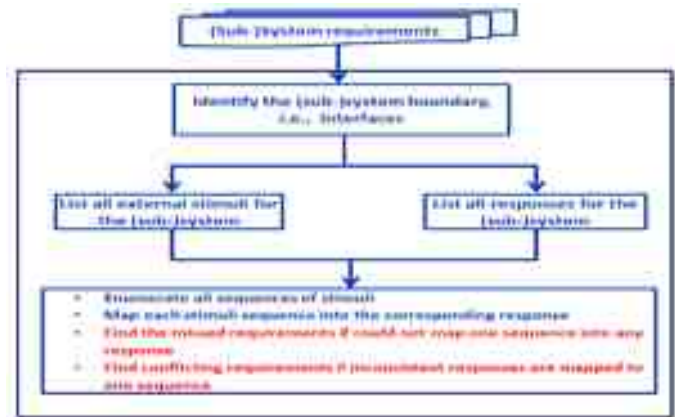 (Sub-)system requirements
Identify the (sub-)system boundary,
i.e., interfaces
List all external stimuli for
the (sub-)system
List all responses for the
(sub-)system
• Enumerate all sequences of stimuli
• Map each stimuli sequence into the corresponding response
• Find the missed requirements if could not map one sequence into any
response
• Find conflicting requirements if inconsistent responses are mapped to
one sequence